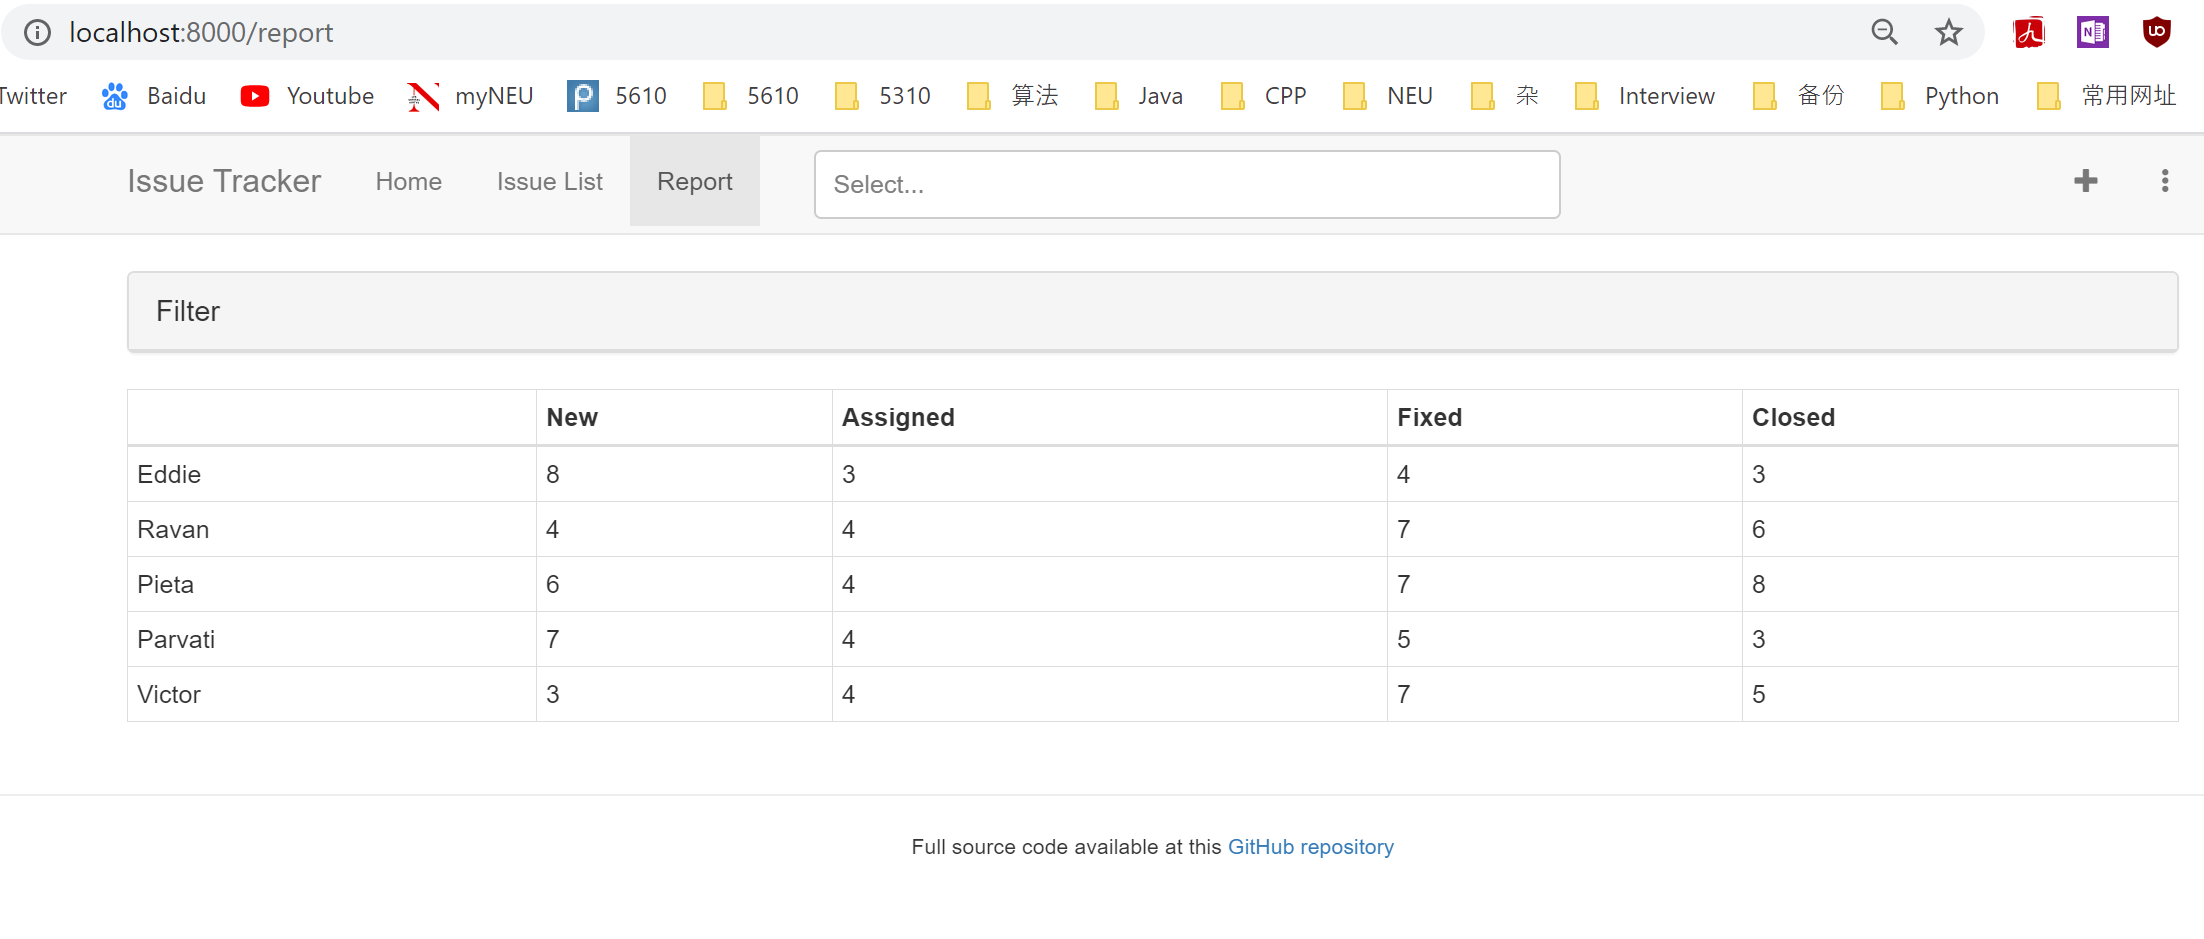 localhost:8000/report
Twitter Baidu Youtube myNEU 5610 5610 5310 算法 Java CPP NEU 杂 Interview 备份 Python 常用网址
Issue Tracker Home Issue List Report Select...
Filter
New Assigned Fixed Closed
Eddie 8 3 4 3
Ravan 4 4 7 6
Pieta 6 4 7 8
Parvati 7 4 5 3
Victor 3 4 7 5
Full source code available at this GitHub repository